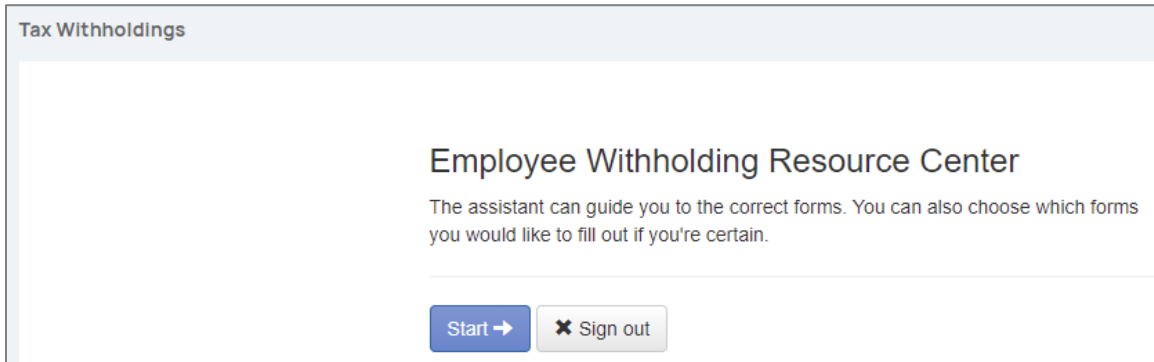 Tax Withholdings
Employee Withholding Resource Center
The assistant can guide you to the correct forms. You can also choose which forms
you would like to fill out if you're certain.
Start
Sign out